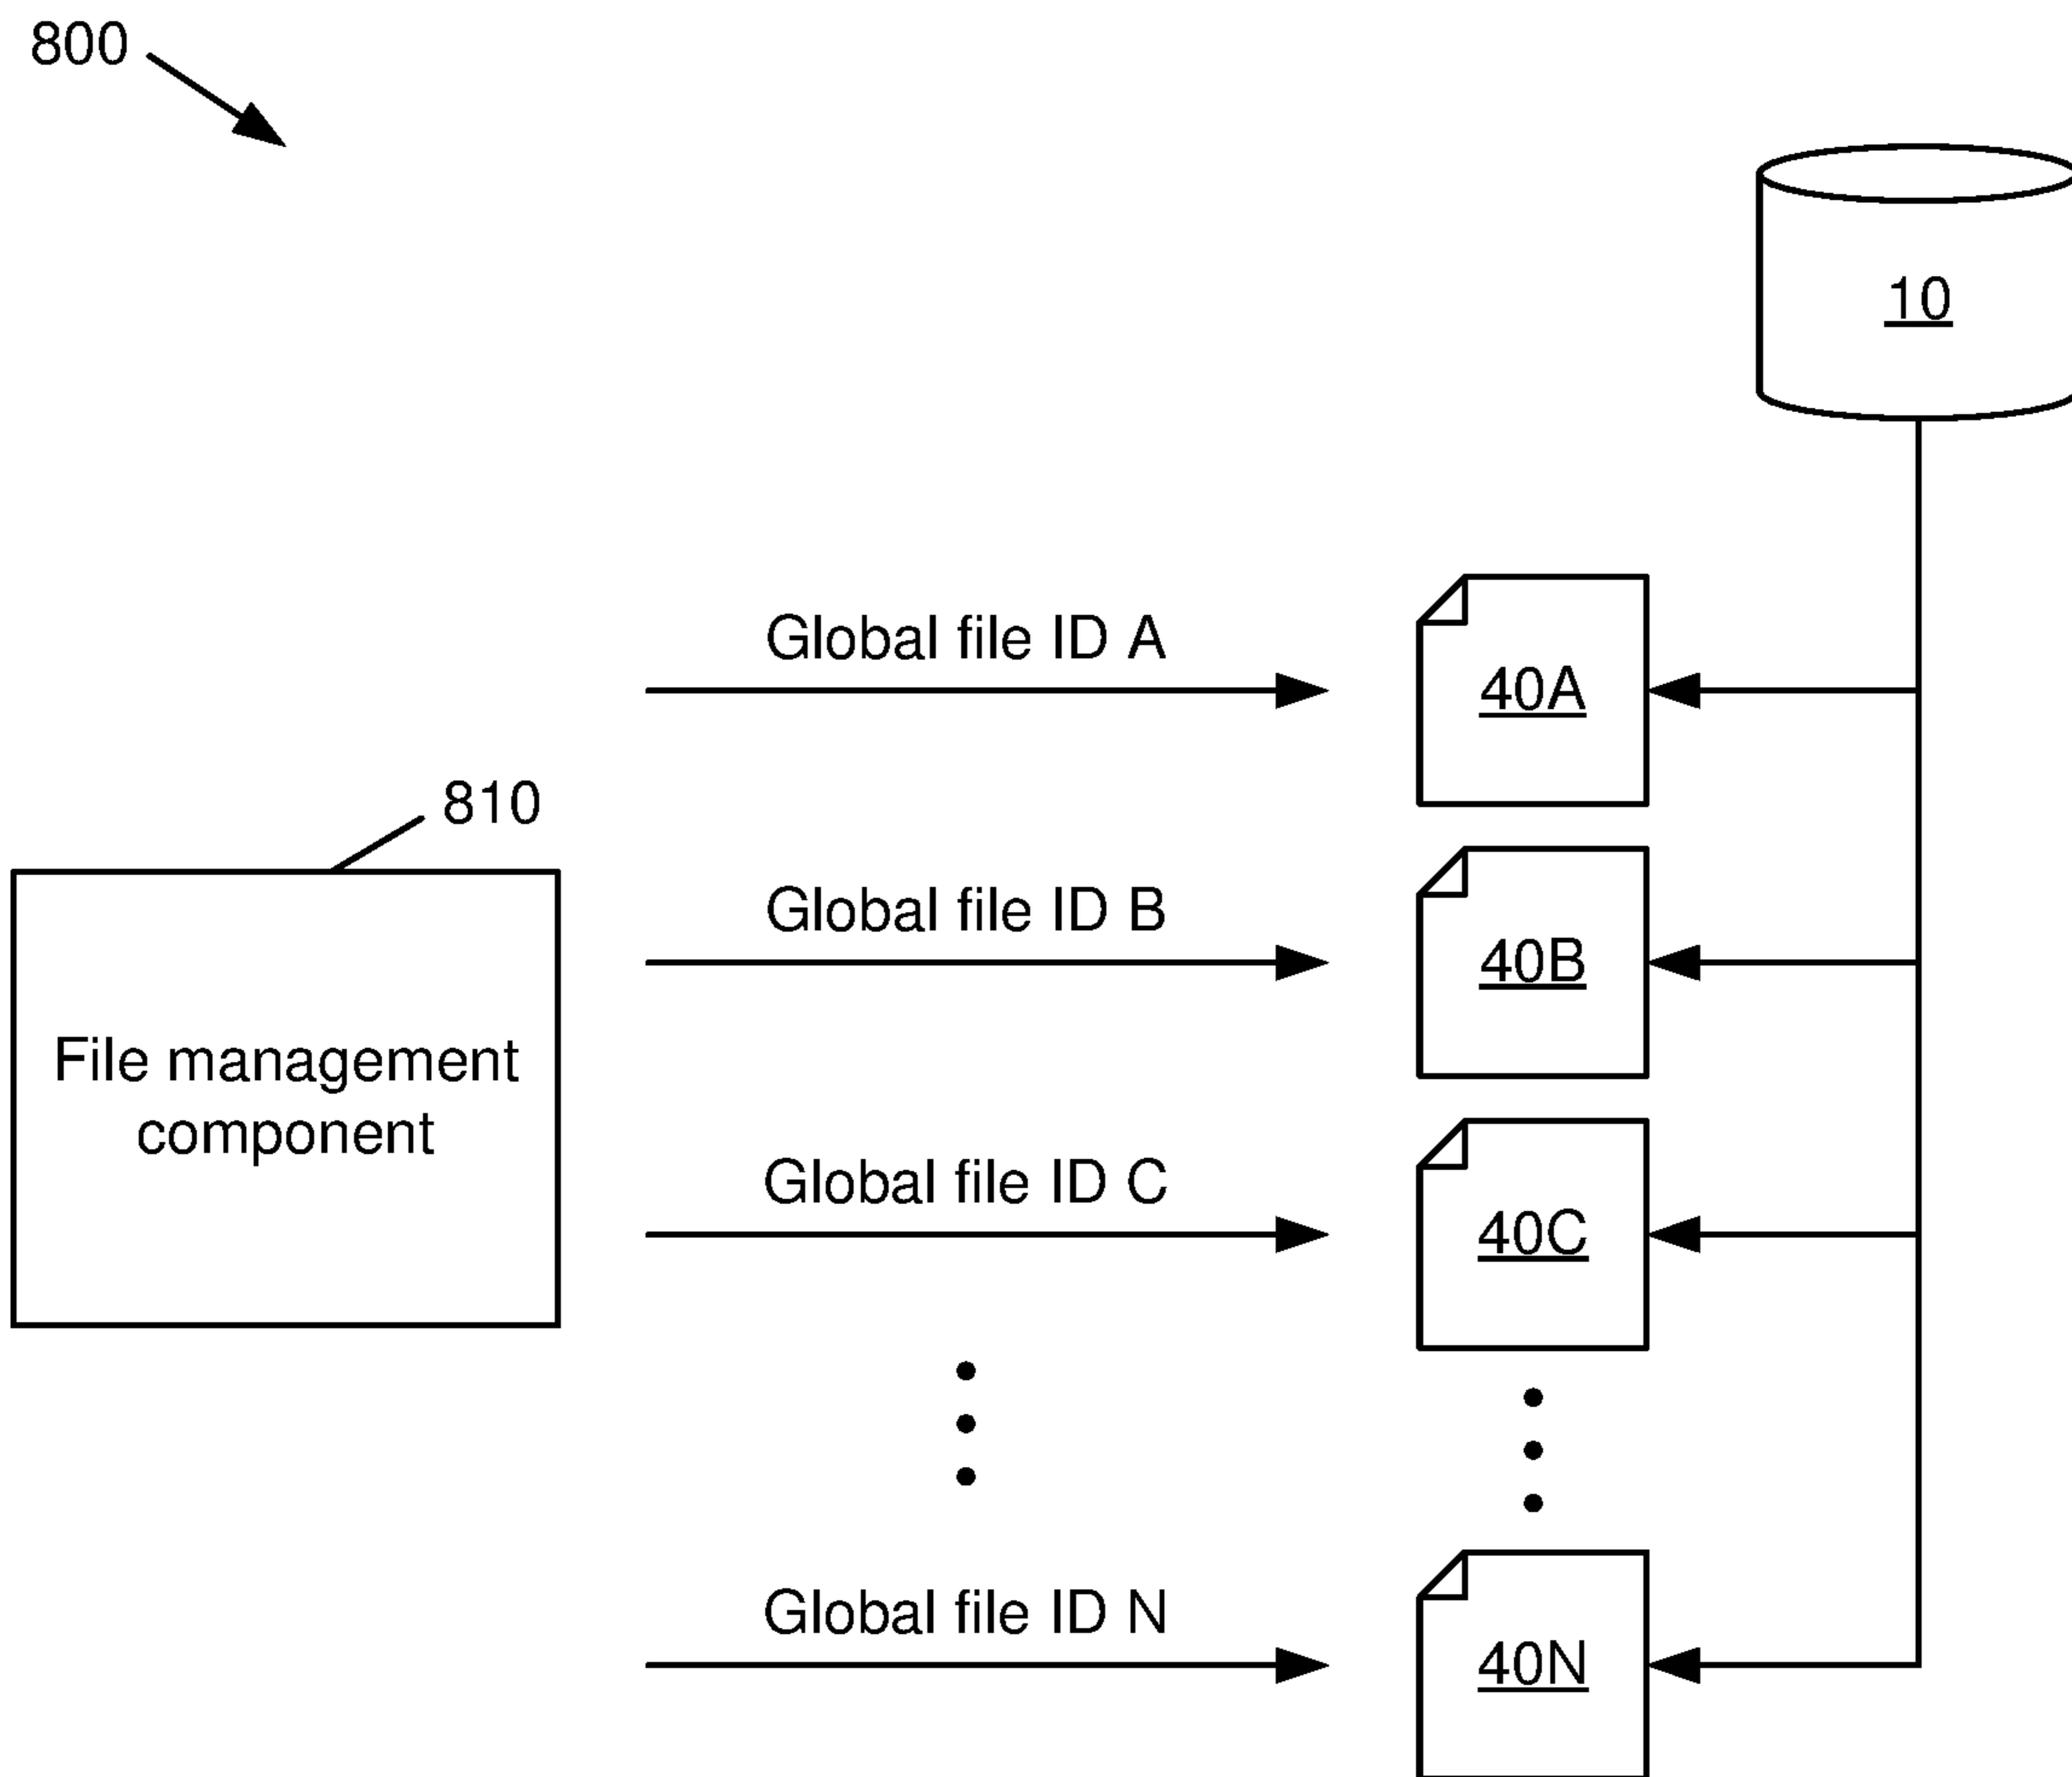 800
10
Global file ID A
40A
810
Global file ID B
40B
File management
component
Global file ID C
40C
Global file ID N
40N